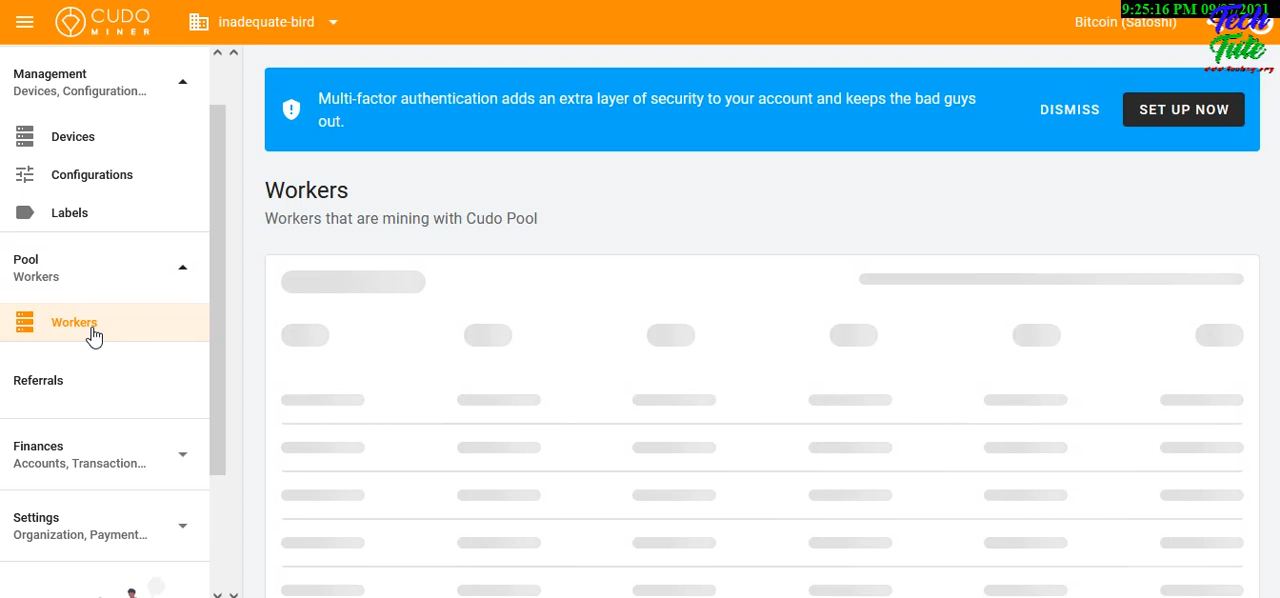 9:25:16 PM 09/
CUDO
MINER
inadequate-bird
Bitcoin (Satoshi)
Tech
Tute
Management
Devices, Configuration...
Devices
Configurations
Labels
Pool
Workers
Workers
Referrals
Finances
Accounts, Transaction...
Settings
Organization, Payment...
Multi-factor authentication adds an extra layer of security to your account and keeps the bad guys
out.
DISMISS
SET UP NOW
Workers
Workers that are mining with Cudo Pool